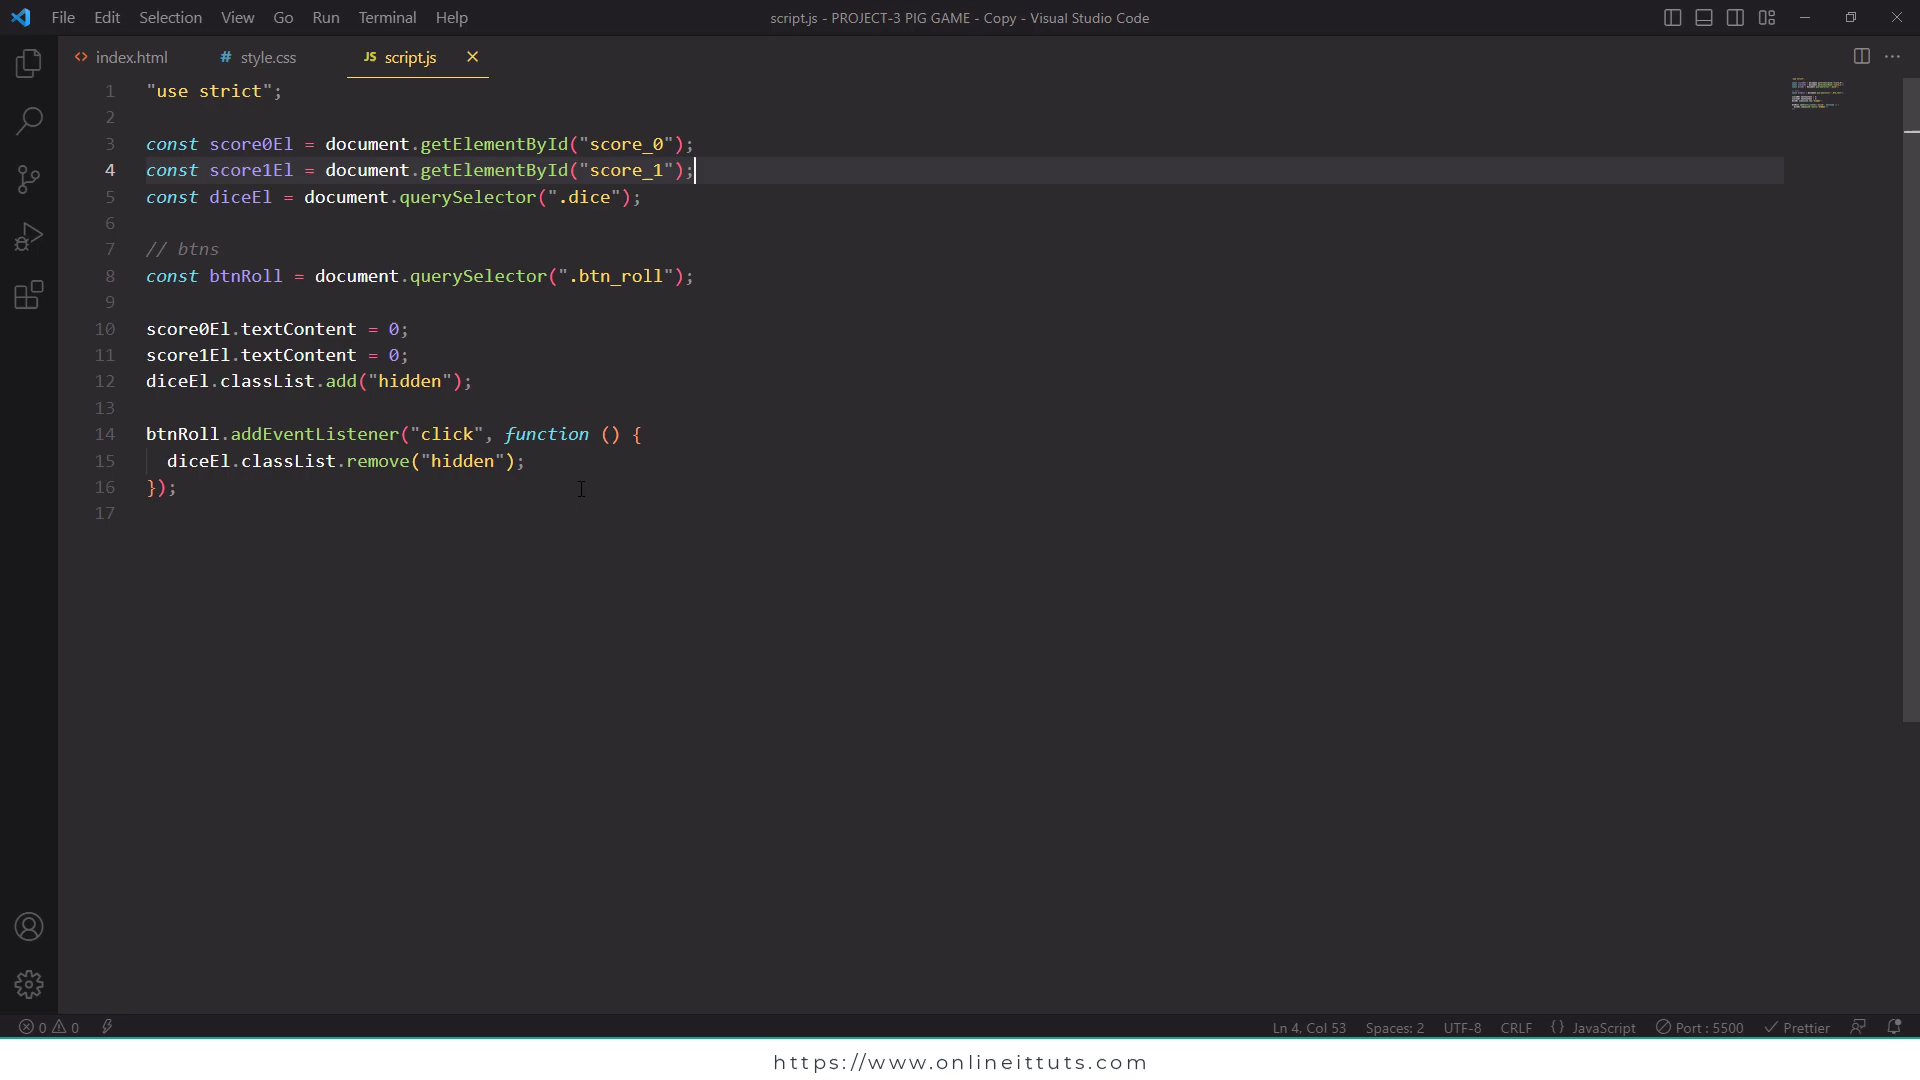 File Edit Selection View Go Run Terminal Help script.js - PROJECT-3 PIG GAME - Copy - Visual Studio Code
<> index.html # style.css JS script.js
1 "use strict";
2
3 const score0El = document.getElementById("score_0");
4 const score1El = document.getElementById("score_1");
5 const diceEl = document.querySelector(".dice");
6
7 // btns
8 const btnRoll = document.querySelector(".btn_roll");
9
10 score0El.textContent = 0;
11 score1El.textContent = 0;
12 diceEl.classList.add("hidden");
13
14 btnRoll.addEventListener("click", function () {
15 diceEl.classList.remove("hidden");
16 });
17
0 0 Ln 4, Col 53 Spaces: 2 UTF-8 CRLF {} JavaScript Port : 5500 Prettier
https://www.onlineittuts.com